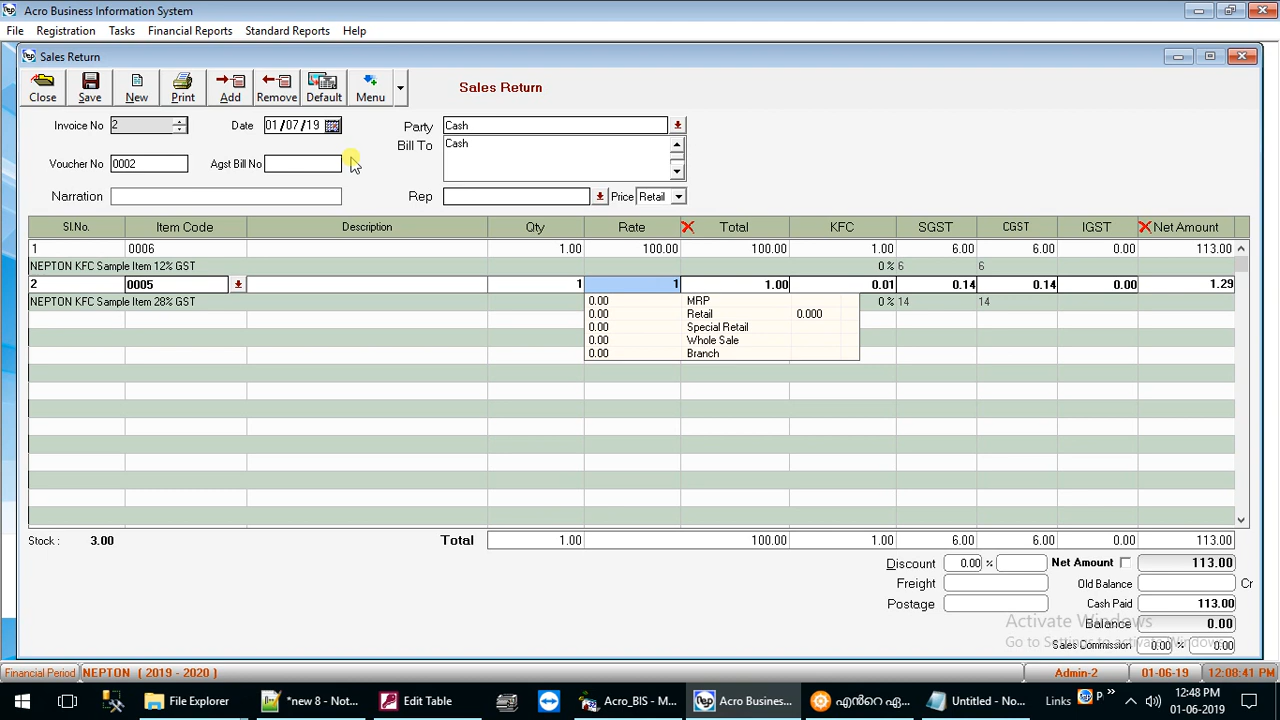 Acro Business Information System
File Registration Tasks Financial Reports Standard Reports Help
Sales Return
Close Save New Print Add Remove Default Menu
Sales Return
Invoice No 2 Date 01/07/19 Party Cash
Bill To Cash
Voucher No 0002 Agst Bill No
Narration Rep Price Retail
Sl.No. Item Code Description Qty Rate Total KFC SGST CGST IGST Net Amount
1 0006 1.00 100.00 100.00 1.00 6.00 6.00 0.00 113.00
NEPTON KFC Sample Item 12% GST 0 % 6 6
2 0005 1 1 1.00 0.01 0.14 0.14 0.00 1.29
NEPTON KFC Sample Item 28% GST 0 % 14 14
0.00 MRP
0.00 Retail 0.000
0.00 Special Retail
0.00 Whole Sale
0.00 Branch
Stock : 3.00 Total 1.00 100.00 1.00 6.00 6.00 0.00 113.00
Discount 0.00 % Net Amount 113.00
Freight Old Balance Cr
Postage Cash Paid 113.00
Activate Windows
Balance 0.00
Go to Settings to activate Windows.
Sales Commission 0.00 % 0.00
Financial Period NEPTON ( 2019 - 2020 ) Admin-2 01-06-19 12:08:41 PM
File Explorer *new 8 - Not... Edit Table Acro_BIS - M... Acro Business... എൻറെ ഏ... Untitled - No... Links P » 12:48 PM
01-06-2019